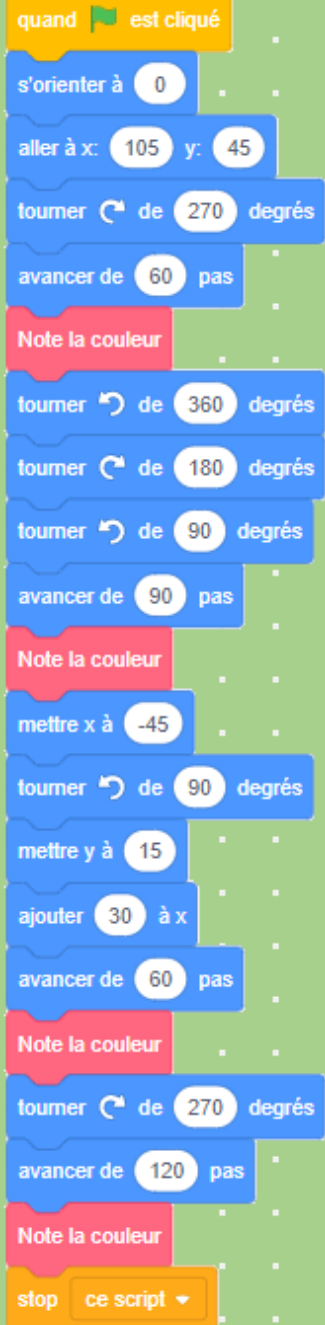 quand est cliqué
s'orienter à 0
aller à x: 105 y: 45
tourner de 270 degrés
avancer de 60 pas
Note la couleur
tourner de 360 degrés
tourner de 180 degrés
tourner de 90 degrés
avancer de 90 pas
Note la couleur
mettre x à -45
tourner de 90 degrés
mettre y à 15
ajouter 30 à x
avancer de 60 pas
Note la couleur
tourner de 270 degrés
avancer de 120 pas
Note la couleur
stop ce script